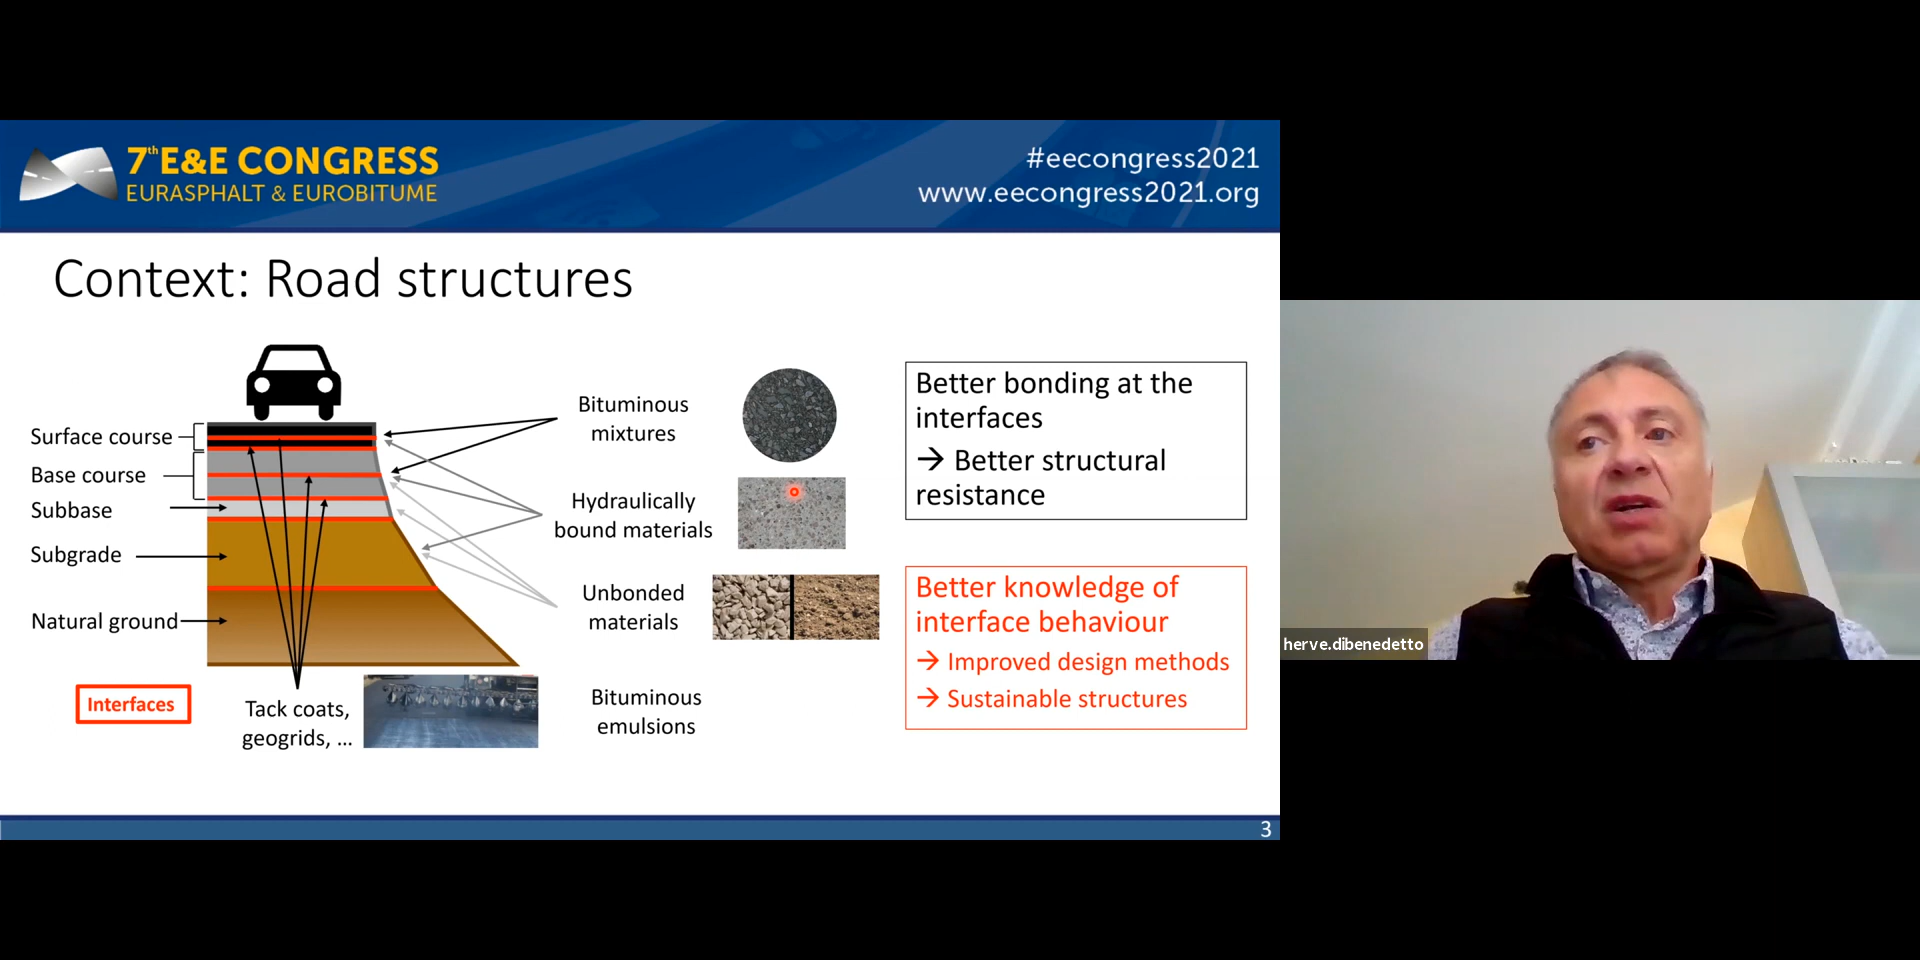 7th E&E CONGRESS
EURASPHALT & EUROBITUME
#eecongress2021
www.eecongress2021.org
Context: Road structures
Surface course
Base course
Subbase
Subgrade
Natural ground
Interfaces
Tack coats,
geogrids, ...
Bituminous
mixtures
Hydraulically
bound materials
Unbonded
materials
Bituminous
emulsions
Better bonding at the
interfaces
→ Better structural
resistance
Better knowledge of
interface behaviour
→ Improved design methods
→ Sustainable structures
3
herve.dibenedetto